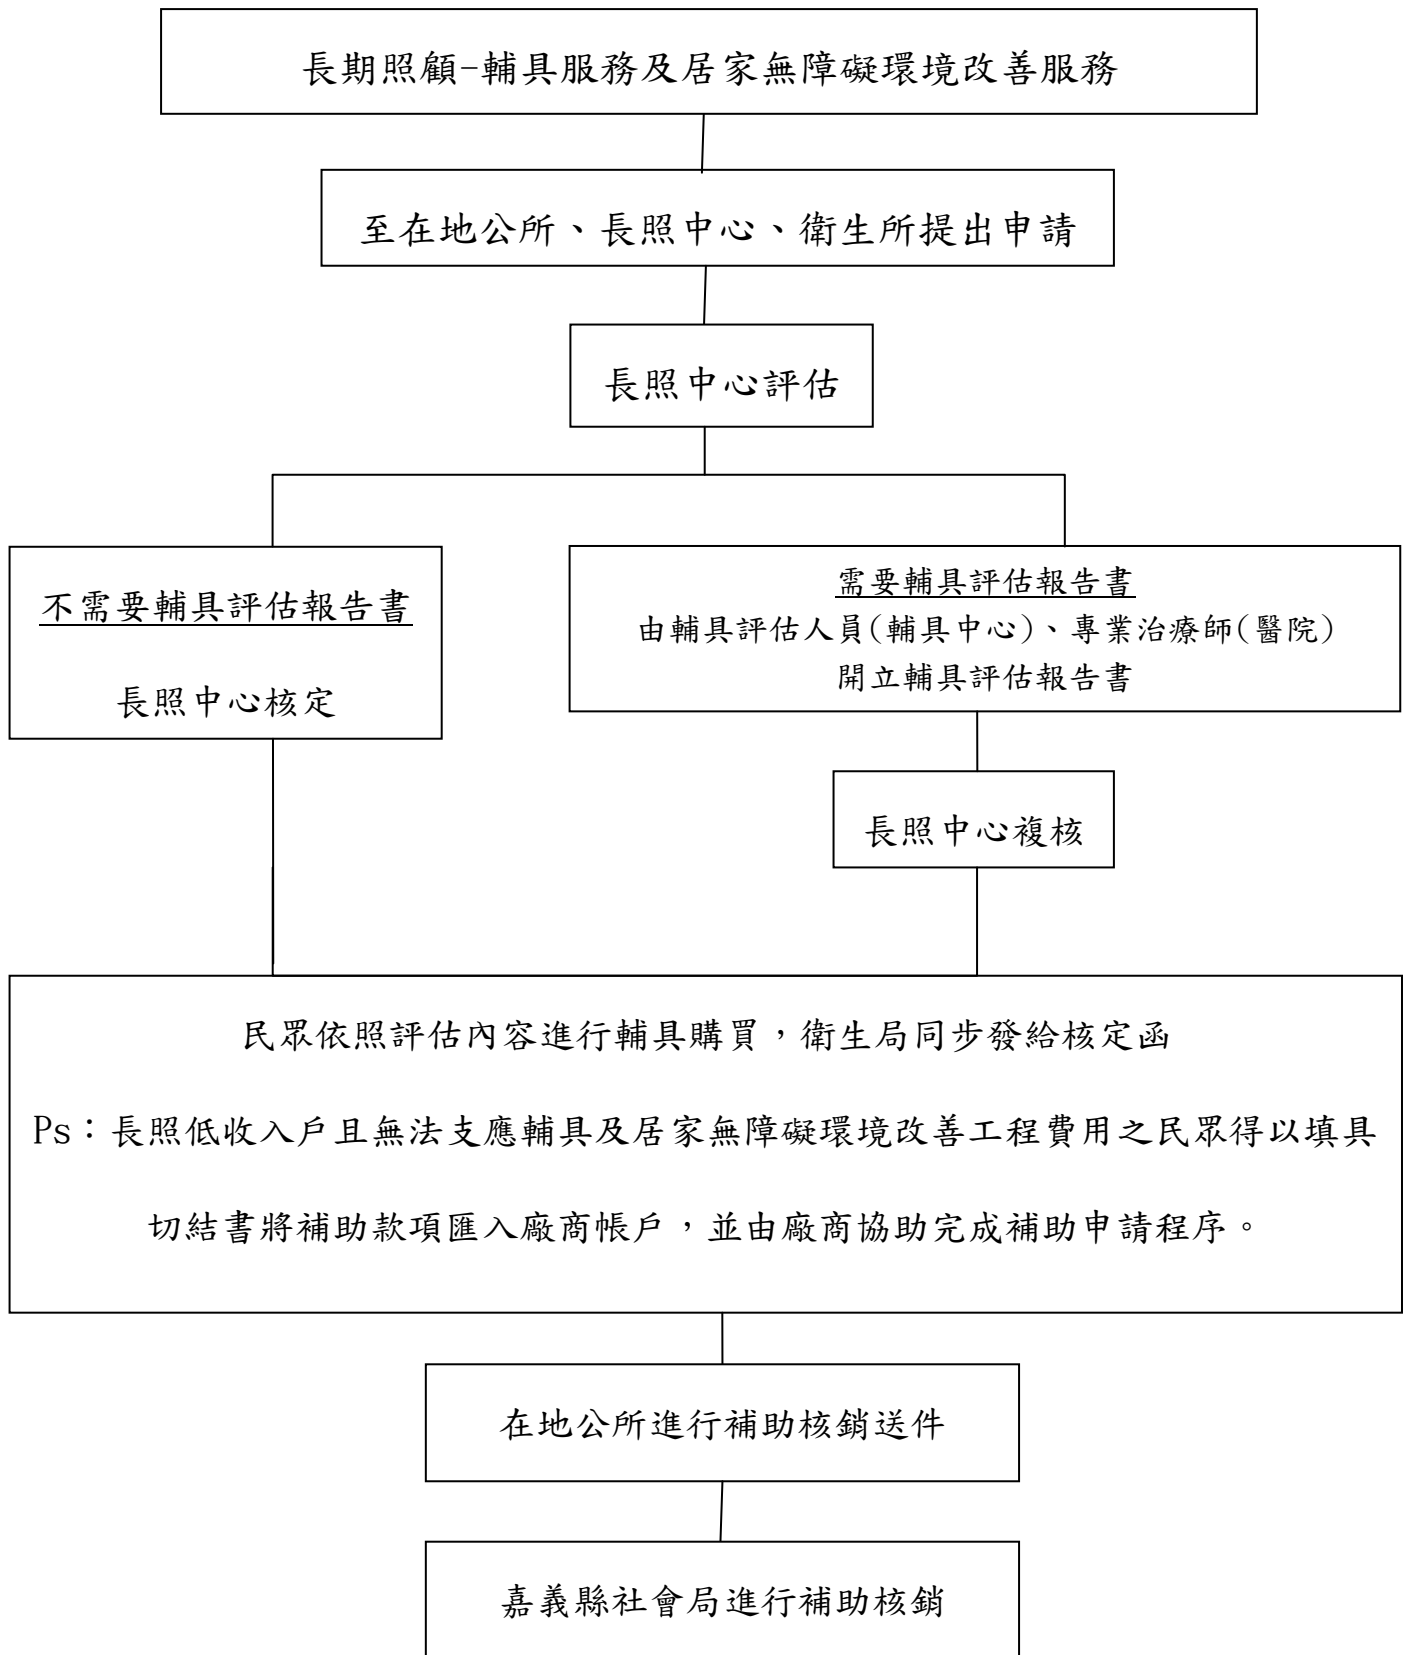 長期照顧-輔具服務及居家無障礙環境改善服務
至在地公所、長照中心、衛生所提出申請
長照中心評估
不需要輔具評估報告書
長照中心核定
需要輔具評估報告書
由輔具評估人員(輔具中心)、專業治療師(醫院)
開立輔具評估報告書
長照中心複核
民眾依照評估內容進行輔具購買，衛生局同步發給核定函
Ps：長照低收入戶且無法支應輔具及居家無障礙環境改善工程費用之民眾得以填具
切結書將補助款項匯入廠商帳戶，並由廠商協助完成補助申請程序。
在地公所進行補助核銷送件
嘉義縣社會局進行補助核銷